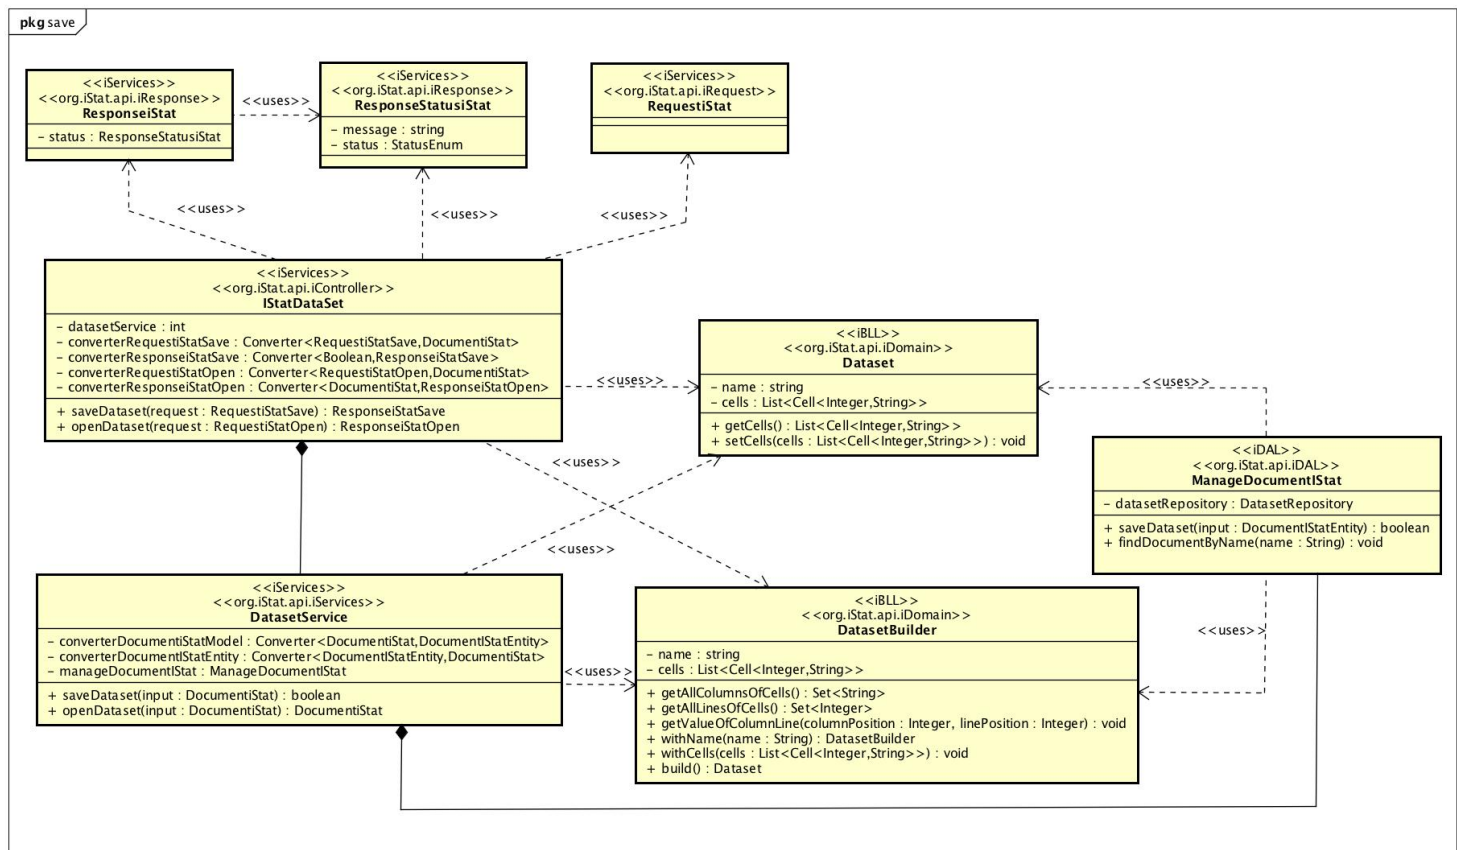 pkg save
<<iServices>>
<<org.iStat.api.iResponse>>
ResponseiStat
- status : ResponseStatusiStat
<<uses>>
<<iServices>>
<<org.iStat.api.iResponse>>
ResponseStatusiStat
- message : string
- status : StatusEnum
<<iServices>>
<<org.iStat.api.iRequest>>
RequestiStat
<<uses>>
<<uses>>
<<uses>>
<<iServices>>
<<org.iStat.api.iController>>
IStatDataSet
- datasetService : int
- converterRequestiStatSave : Converter<RequestiStatSave,DocumentiStat>
- converterResponseiStatSave : Converter<Boolean,ResponseiStatSave>
- converterRequestiStatOpen : Converter<RequestiStatOpen,DocumentiStat>
- converterResponseiStatOpen : Converter<DocumentiStat,ResponseiStatOpen>
+ saveDataset(request : RequestiStatSave) : ResponseiStatSave
+ openDataset(request : RequestiStatOpen) : ResponseiStatOpen
<<uses>>
<<iBLL>>
<<org.iStat.api.iDomain>>
Dataset
- name : string
- cells : List<Cell<Integer,String>>
+ getCells() : List<Cell<Integer,String>>
+ setCells(cells : List<Cell<Integer,String>>) : void
<<uses>>
<<iDAL>>
<<org.iStat.api.iDAL>>
ManageDocumentIStat
- datasetRepository : DatasetRepository
+ saveDataset(input : DocumentIStatEntity) : boolean
+ findDocumentByName(name : String) : void
<<uses>>
<<uses>>
<<iServices>>
<<org.iStat.api.iServices>>
DatasetService
- converterDocumentiStatModel : Converter<DocumentiStat,DocumentIStatEntity>
- converterDocumentIStatEntity : Converter<DocumentIStatEntity,DocumentiStat>
- manageDocumentIStat : ManageDocumentIStat
+ saveDataset(input : DocumentiStat) : boolean
+ openDataset(input : DocumentiStat) : DocumentiStat
<<uses>>
<<iBLL>>
<<org.iStat.api.iDomain>>
DatasetBuilder
- name : string
- cells : List<Cell<Integer,String>>
+ getAllColumnsOfCells() : Set<String>
+ getAllLinesOfCells() : Set<Integer>
+ getValueOfColumnLine(columnPosition : Integer, linePosition : Integer) : void
+ withName(name : String) : DatasetBuilder
+ withCells(cells : List<Cell<Integer,String>>) : void
+ build() : Dataset
<<uses>>